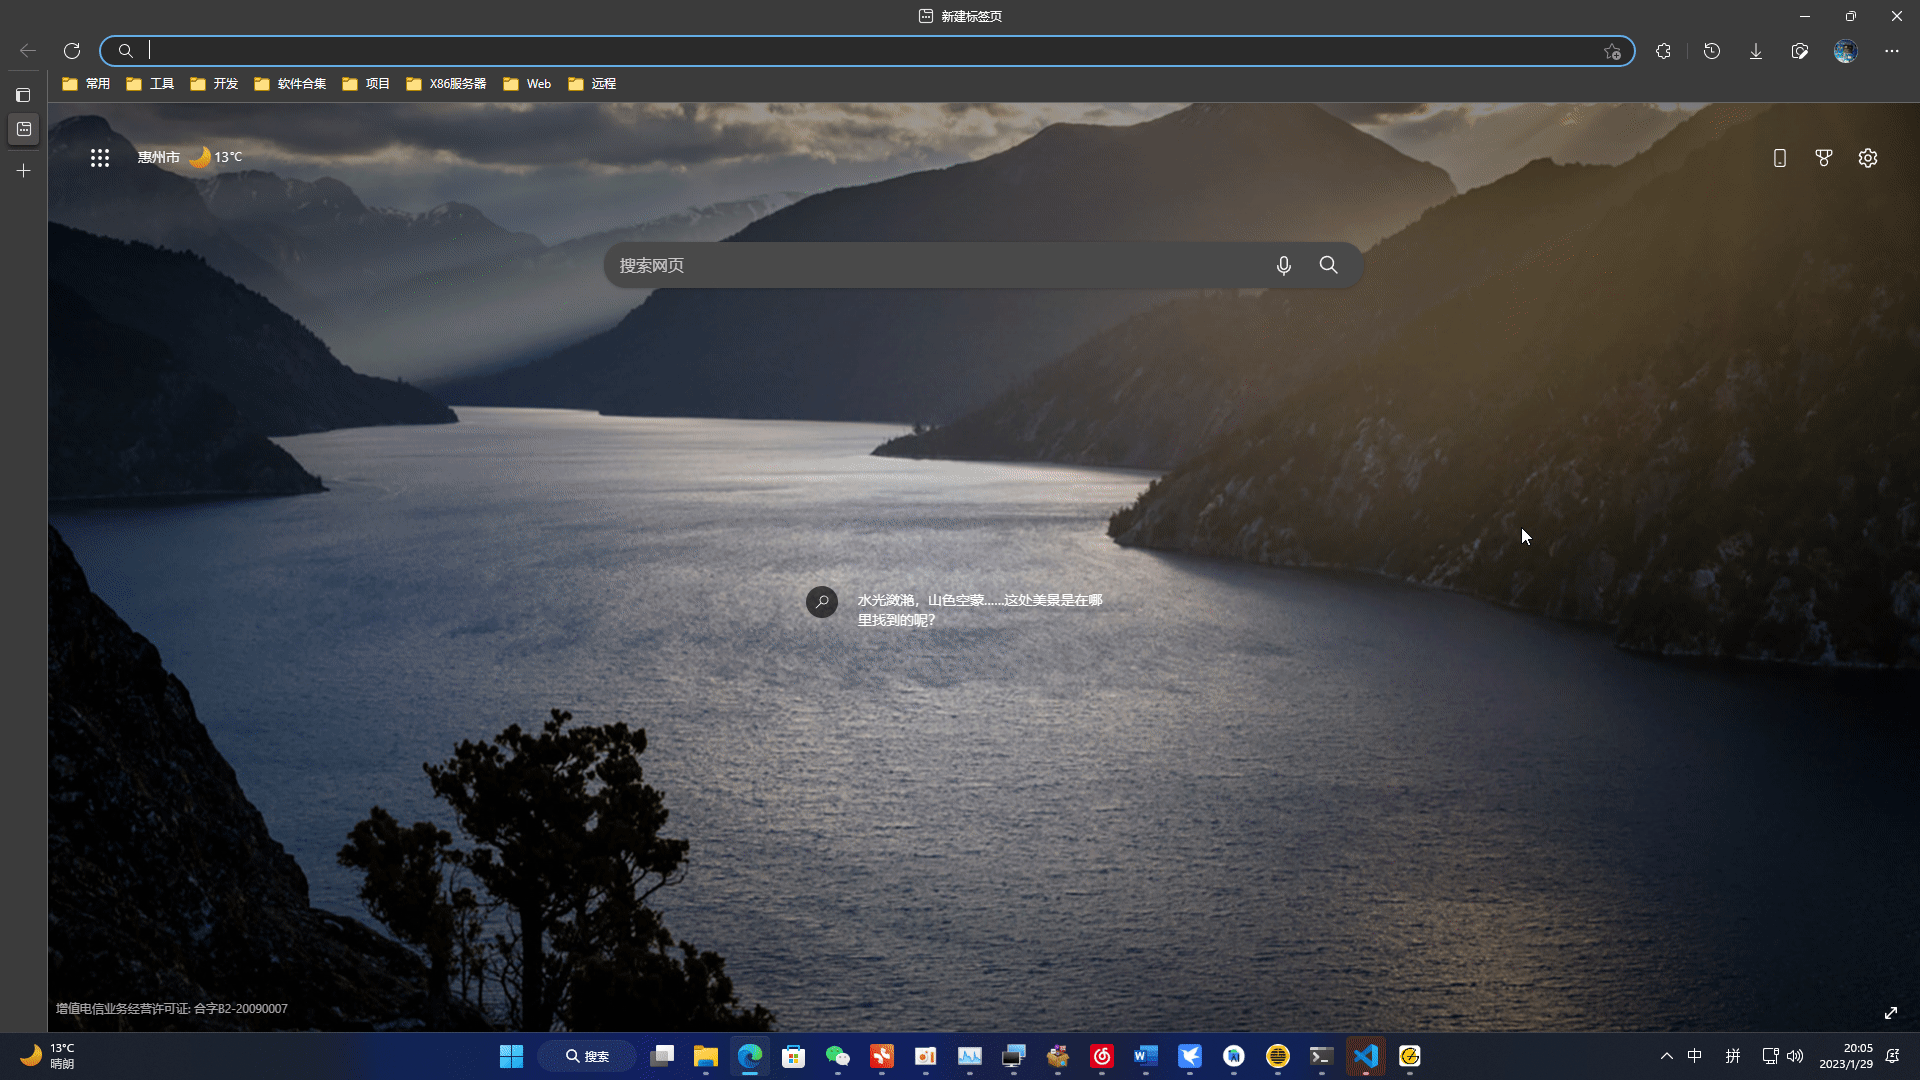 新建标签页
常用 工具 开发 软件合集 项目 X86服务器 Web 远程
惠州市 13°C
搜索网页
水光潋滟，山色空蒙......这处美景是在哪
里找到的呢？
增值电信业务经营许可证: 合字B2-20090007
13°C
晴朗
搜索
中 拼
20:05
2023/1/29